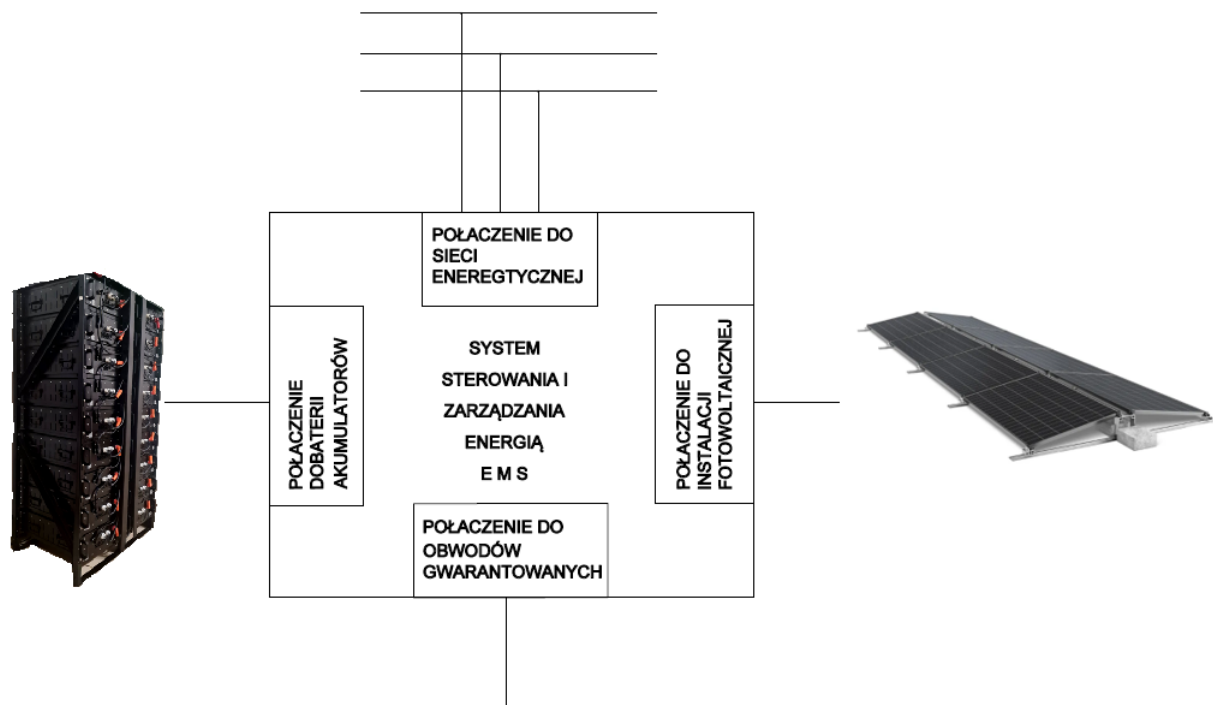 POŁACZENIE DO
SIECI
ENEREGTYCZNEJ
POŁACZENIE
DOBATERII
AKUMULATORÓW
SYSTEM
STEROWANIA I
ZARZĄDZANIA
ENERGIĄ
E M S
POŁACZENIE DO
INSTALACJI
FOTOWOLTAICZNEJ
POŁACZENIE DO
OBWODÓW
GWARANTOWANYCH